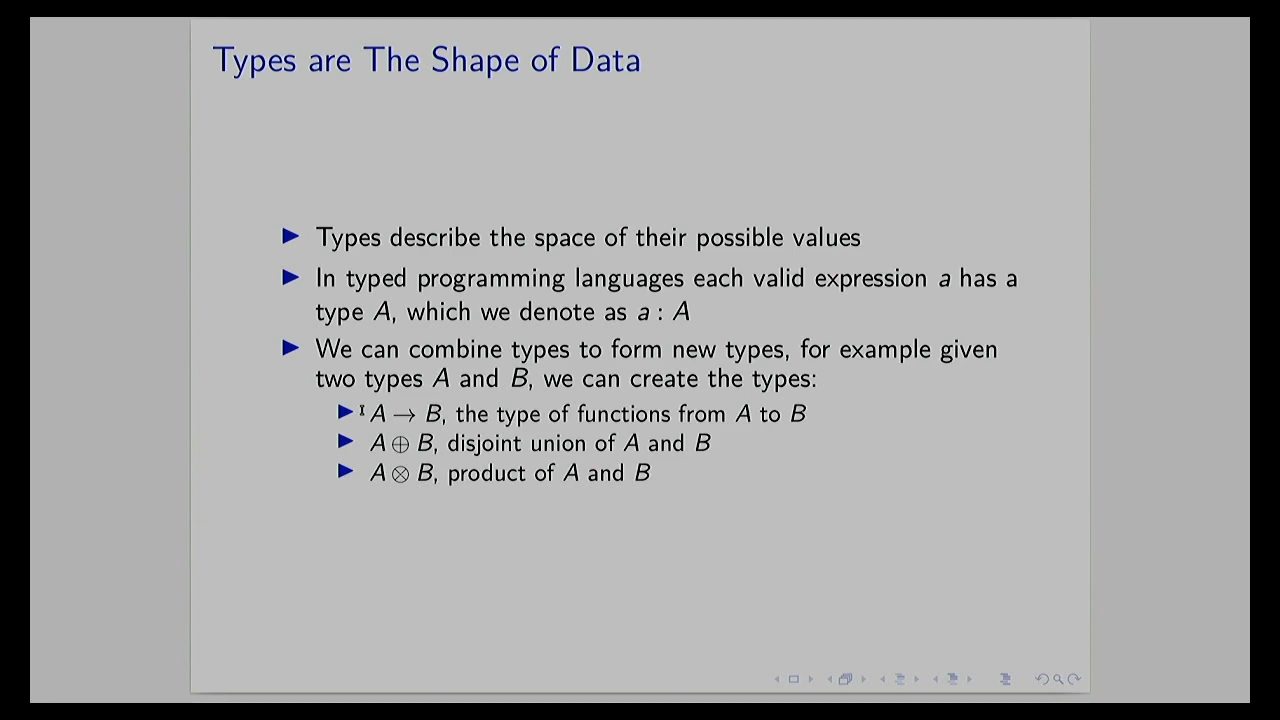 Types are The Shape of Data
Types describe the space of their possible values
In typed programming languages each valid expression a has a
type A, which we denote as a : A
We can combine types to form new types, for example given
two types A and B, we can create the types:
A → B, the type of functions from A to B
A ⊕ B, disjoint union of A and B
A ⊗ B, product of A and B